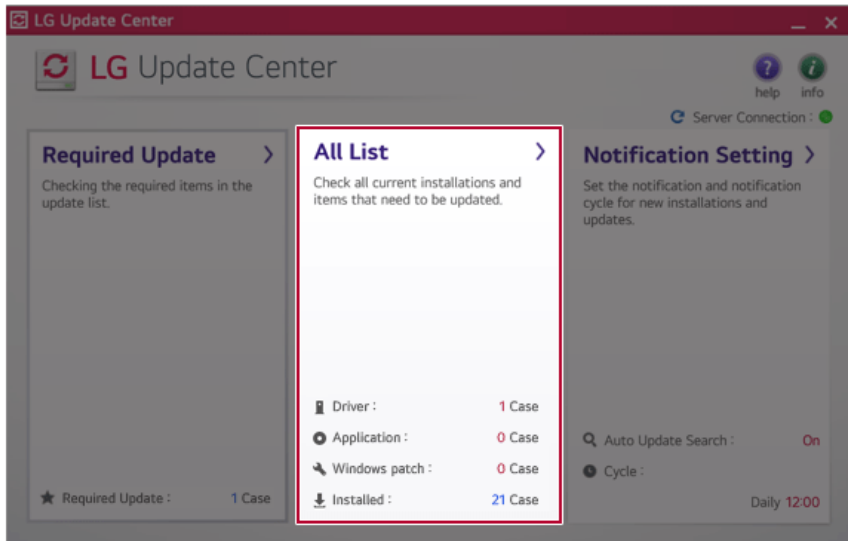 LG Update Center
LG Update Center
help
info
Server Connection :
Required Update
Checking the required items in the
update list.
Required Update : 1 Case
All List
Check all current installations and
items that need to be updated.
Driver : 1 Case
Application : 0 Case
Windows patch : 0 Case
Installed : 21 Case
Notification Setting
Set the notification and notification
cycle for new installations and
updates.
Auto Update Search : On
Cycle :
Daily 12:00